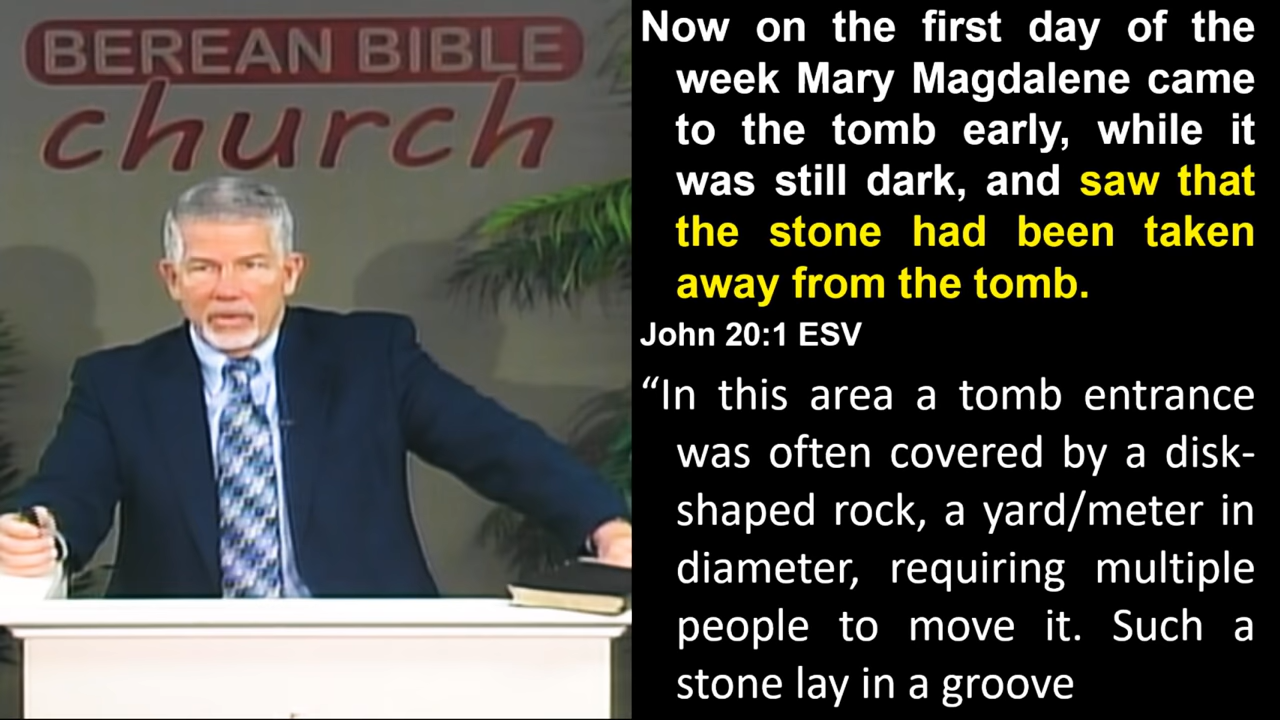 BEREAN BIBLE
church
Now on the first day of the
week Mary Magdalene came
to the tomb early, while it
was still dark, and saw that
the stone had been taken
away from the tomb.
John 20:1 ESV
“In this area a tomb entrance
was often covered by a disk-
shaped rock, a yard/meter in
diameter, requiring multiple
people to move it. Such a
stone lay in a groove